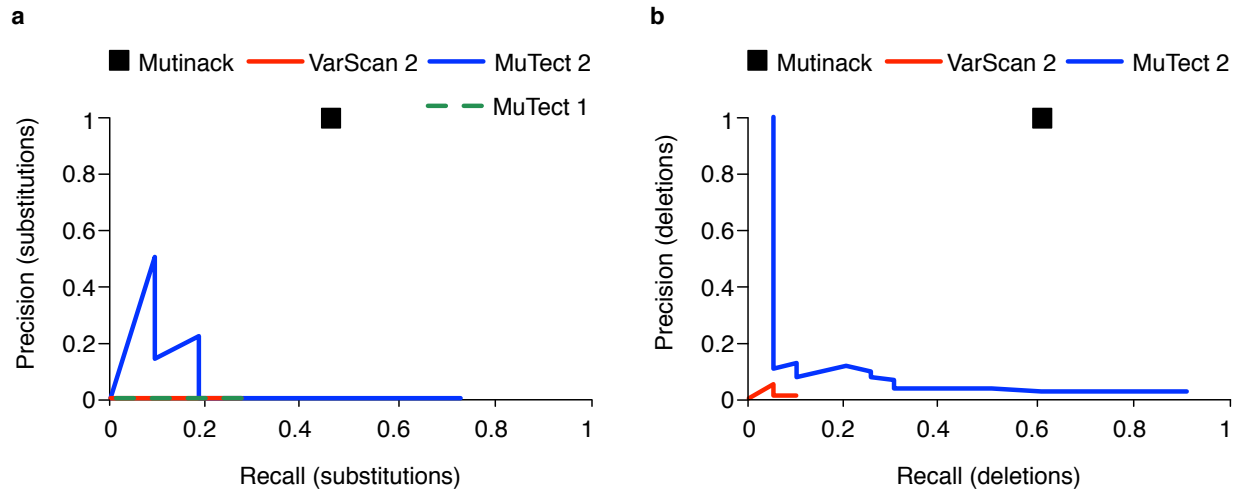 a
Mutinack VarScan 2 MuTect 2
MuTect 1
Precision (substitutions)
1
0.8
0.6
0.4
0.2
0
0 0.2 0.4 0.6 0.8 1
Recall (substitutions)
b
Mutinack VarScan 2 MuTect 2
Precision (deletions)
1
0.8
0.6
0.4
0.2
0
0 0.2 0.4 0.6 0.8 1
Recall (deletions)